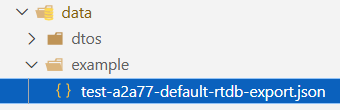 data
dtos
example
test-a2a77-default-rtdb-export.json